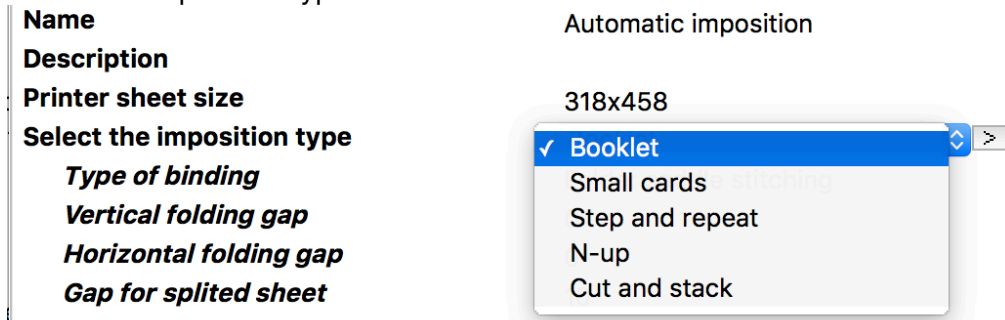 Name Automatic imposition
Description
Printer sheet size 318x458
Select the imposition type ✓ Booklet >
Type of binding Small cards stitching
Vertical folding gap Step and repeat
Horizontal folding gap N-up
Gap for splited sheet Cut and stack